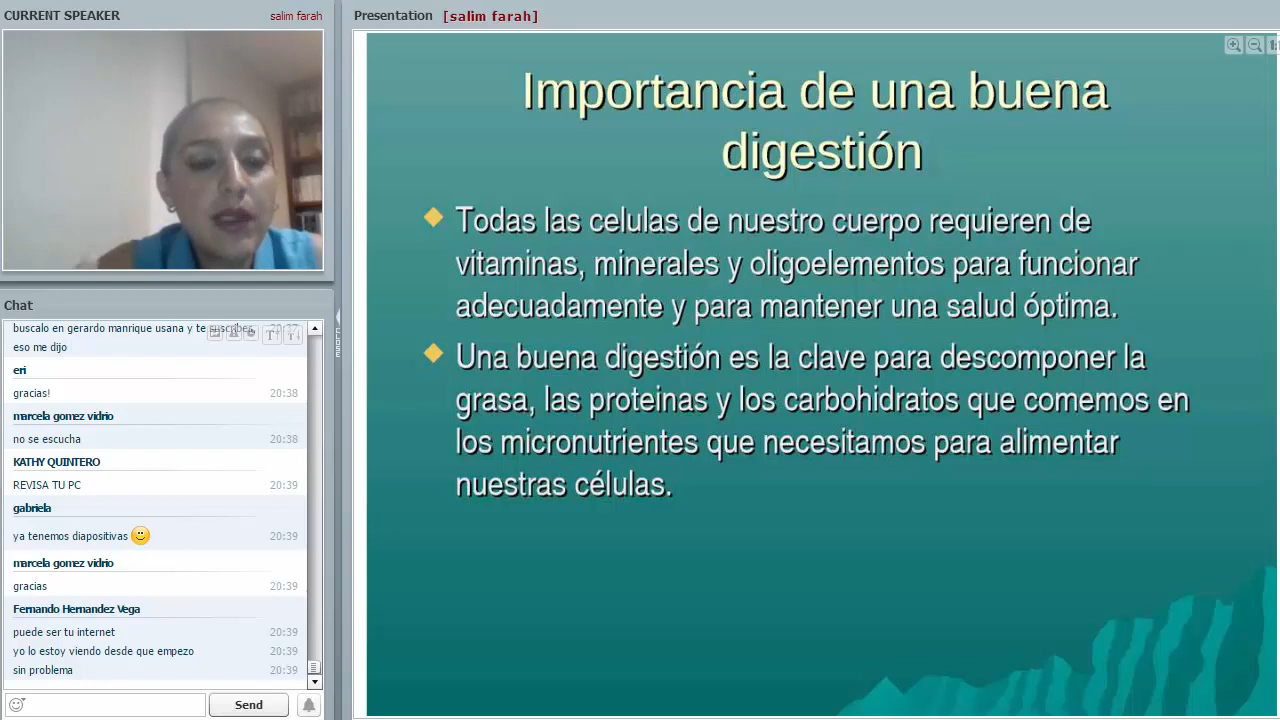 CURRENT SPEAKER
salim farah
Chat
buscalo en gerardo manrique usana y te suscribes 20:37
eso me dijo
eri
gracias! 20:38
marcela gomez vidrio
no se escucha 20:38
KATHY QUINTERO
REVISA TU PC 20:39
gabriela
ya tenemos diapositivas 20:39
marcela gomez vidrio
gracias 20:39
Fernando Hernandez Vega
puede ser tu internet 20:39
yo lo estoy viendo desde que empezo 20:39
sin problema 20:39
Send
CLOSE
Presentation [salim farah]
Importancia de una buena
digestión
Todas las celulas de nuestro cuerpo requieren de
vitaminas, minerales y oligoelementos para funcionar
adecuadamente y para mantener una salud óptima.
Una buena digestión es la clave para descomponer la
grasa, las proteinas y los carbohidratos que comemos en
los micronutrientes que necesitamos para alimentar
nuestras células.